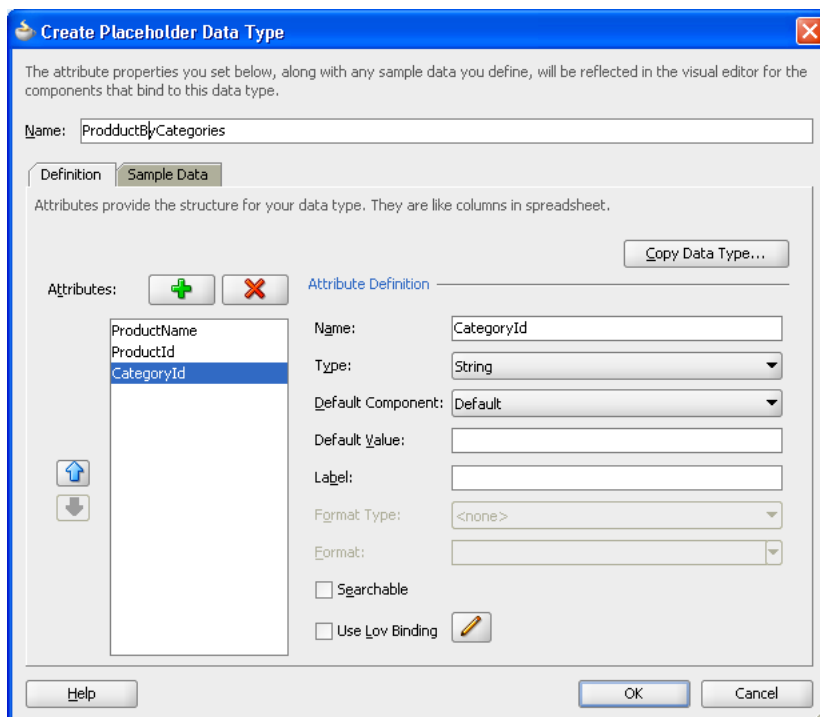 Create Placeholder Data Type
The attribute properties you set below, along with any sample data you define, will be reflected in the visual editor for the
components that bind to this data type.
Name: ProdductByCategories
Definition Sample Data
Attributes provide the structure for your data type. They are like columns in spreadsheet.
Copy Data Type...
Attributes: Attribute Definition
ProductName
ProductId
CategoryId
Name: CategoryId
Type: String
Default Component: Default
Default Value:
Label:
Format Type: <none>
Format:
Searchable
Use Lov Binding
Help OK Cancel